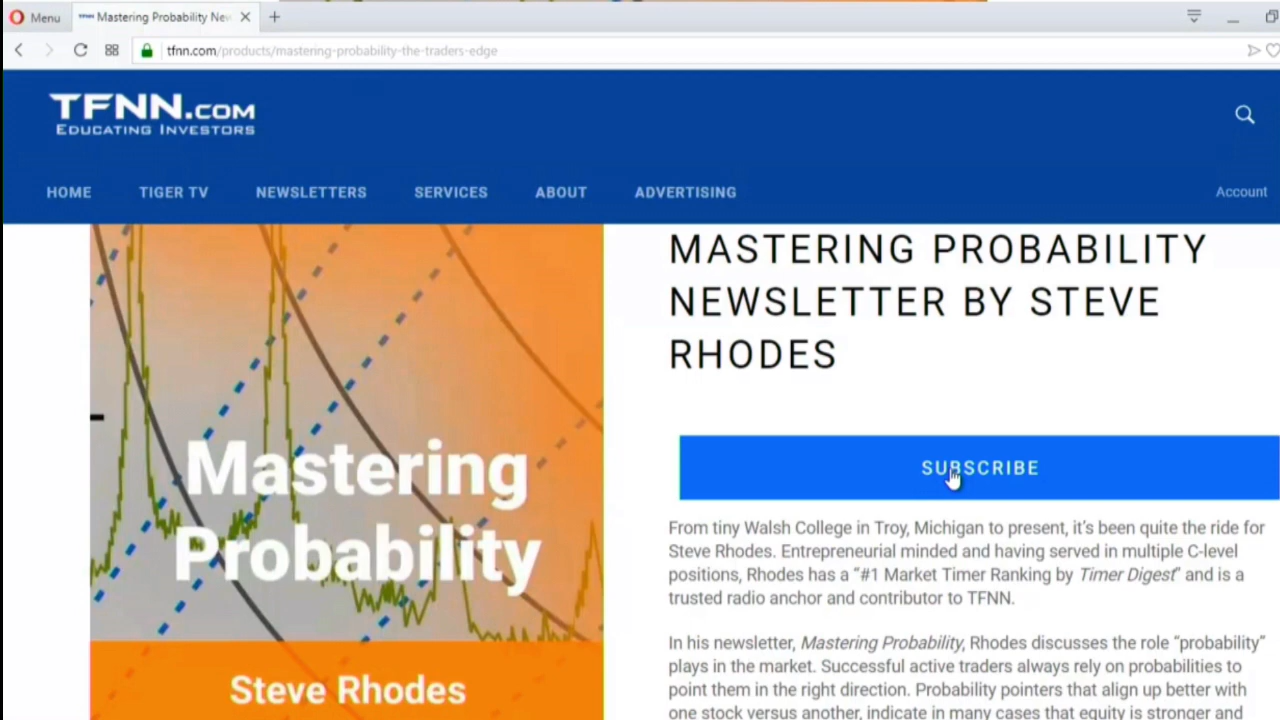 Menu
Mastering Probability New
tfnn.com/products/mastering-probability-the-traders-edge
TFNN.COM
EDUCATING INVESTORS
HOME TIGER TV NEWSLETTERS SERVICES ABOUT ADVERTISING Account
MASTERING PROBABILITY
NEWSLETTER BY STEVE
RHODES
Mastering
Probability
Steve Rhodes
SUBSCRIBE
From tiny Walsh College in Troy, Michigan to present, it's been quite the ride for
Steve Rhodes. Entrepreneurial minded and having served in multiple C-level
positions, Rhodes has a “#1 Market Timer Ranking by Timer Digest” and is a
trusted radio anchor and contributor to TFNN.
In his newsletter, Mastering Probability, Rhodes discusses the role “probability”
plays in the market. Successful active traders always rely on probabilities to
point them in the right direction. Probability pointers that align up better with
one stock versus another, indicate in many cases that equity is stronger and